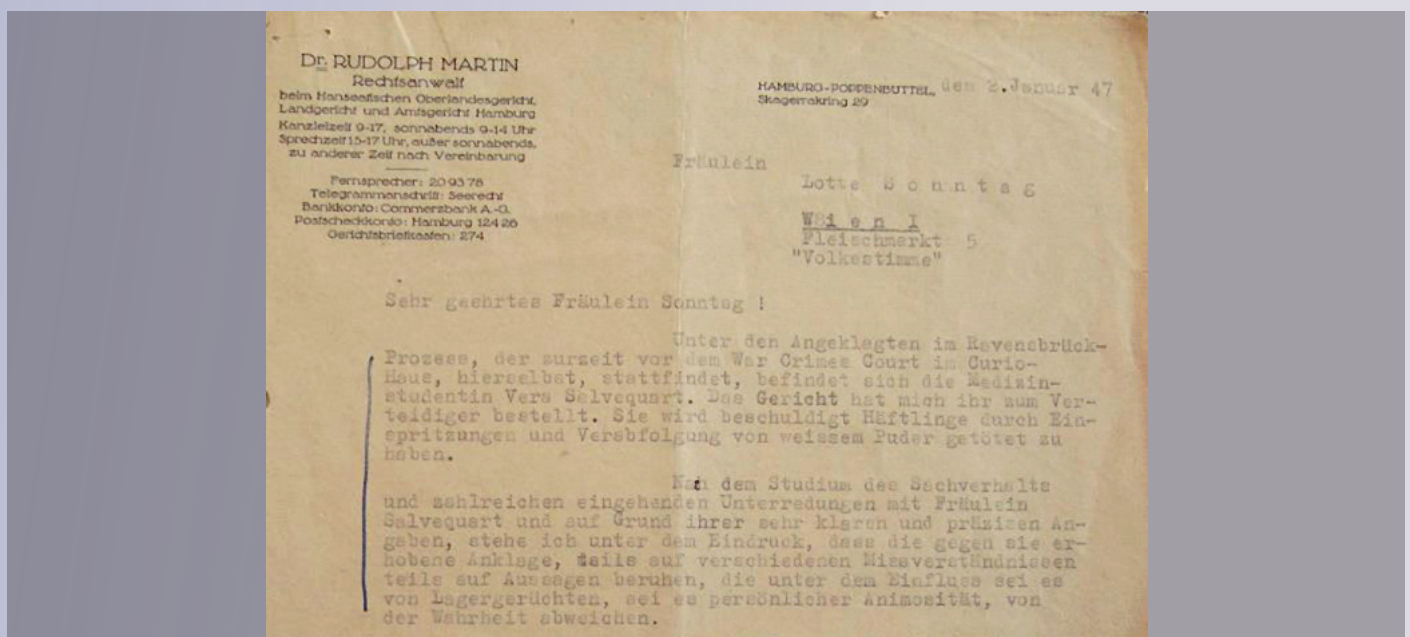 Dr. RUDOLPH MARTIN
Rechtsanwalt
beim Hanseatischen Oberlandesgericht,
Landgericht und Amtsgericht Hamburg
Kanzleizeit 9-17, sonnabends 9-14 Uhr
Sprechzeit 15-17 Uhr, außer sonnabends,
zu anderer Zeit nach Vereinbarung
Fernsprecher: 20 93 78
Telegrammanschrift: Seerecht
Bankkonto: Commerzbank A.-G.
Postscheckkonto: Hamburg 124 26
Gerichtsbriefkasten: 274
HAMBURG-POPPENBUTTEL, den 2.Januar 47
Skagerrakring 29
Fräulein
Lotte S o n n t a g
W i e n I
Fleischmarkt 5
"Volksstimme"
Sehr geehrtes Fräulein Sonntag !
Unter den Angeklagten im Ravensbrück-
Prozess, der zurzeit vor dem War Crimes Court im Curio-
Haus, hierselbst, stattfindet, befindet sich die Medizin-
studentin Vera Salvequart. Das Gericht hat mich ihr zum Ver-
teidiger bestellt. Sie wird beschuldigt Häftlinge durch Ein-
spritzungen und Verabfolgung von weissem Puder getötet zu
haben.
dem Studium des Sachverhalts
und zahlreichen eingehenden Unterredungen mit Fräulein
Salvequart und auf Grund ihrer sehr klaren und präzisen An-
gaben, stehe ich unter dem Eindruck, dass die gegen sie er-
hobene Anklage, teils auf verschiedenen Missverständnissen
teils auf Aussagen beruhen, die unter dem Einfluss sei es
von Lagergerüchten, sei es persönlicher Animosität, von
der Wahrheit abweichen.